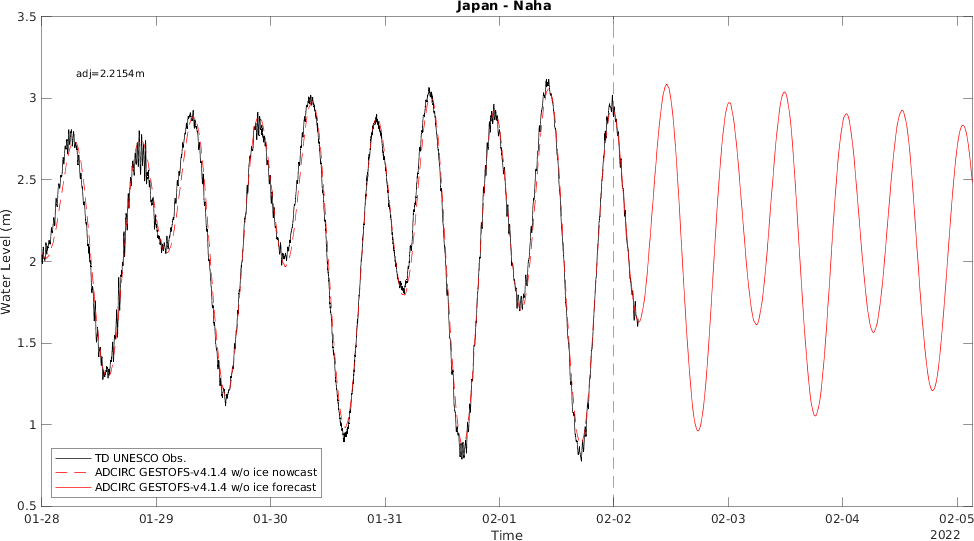 Japan - Naha
adj=2.2154m
Water Level (m)
3.5
3
2.5
2
1.5
1
0.5
TD UNESCO Obs.
ADCIRC GESTOFS-v4.1.4 w/o ice nowcast
ADCIRC GESTOFS-v4.1.4 w/o ice forecast
01-28 01-29 01-30 01-31 02-01 02-02 02-03 02-04 02-05
Time
2022